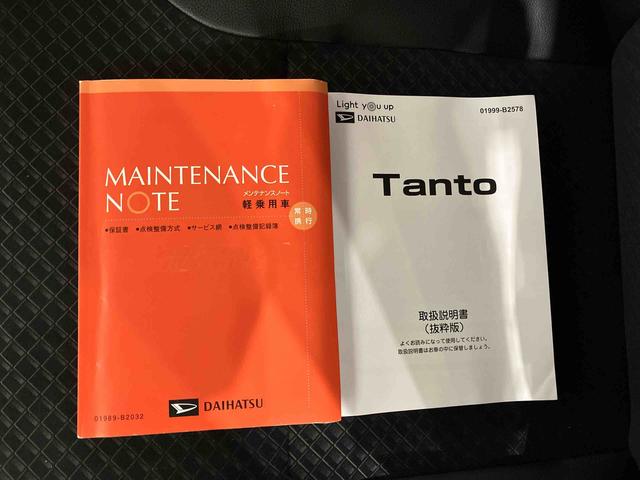 MAINTENANCE
NOTE
メンテナンスノート
軽乗用車
常時
携行
●保証書 ●点検整備方式 ●サービス網 ●点検整備記録簿
DAIHATSU
01989-B2032
Light you up
DAIHATSU
01999-B2578
Tanto
取扱説明書
（抜粋版）
よくお読みになって使用してください。
取扱説明書はお車の中に保管しましょう。